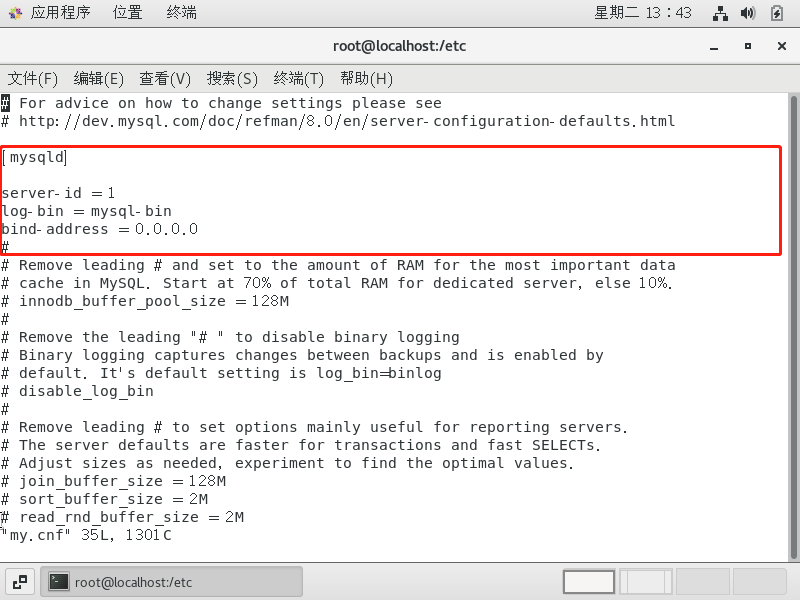 应用程序 位置 终端 星期二 13：43
root@localhost:/etc
文件(F) 编辑(E) 查看(V) 搜索(S) 终端(T) 帮助(H)
# For advice on how to change settings please see
# http://dev.mysql.com/doc/refman/8.0/en/server-configuration-defaults.html
[mysqld]
server-id =1
log-bin =mysql-bin
bind-address =0.0.0.0
#
# Remove leading # and set to the amount of RAM for the most important data
# cache in MySQL. Start at 70% of total RAM for dedicated server, else 10%.
# innodb_buffer_pool_size = 128M
#
# Remove the leading "# " to disable binary logging
# Binary logging captures changes between backups and is enabled by
# default. It's default setting is log_bin=binlog
# disable_log_bin
#
# Remove leading # to set options mainly useful for reporting servers.
# The server defaults are faster for transactions and fast SELECTs.
# Adjust sizes as needed, experiment to find the optimal values.
# join_buffer_size = 128M
# sort_buffer_size = 2M
# read_rnd_buffer_size = 2M
"my.cnf" 35L, 1301C
root@localhost:/etc